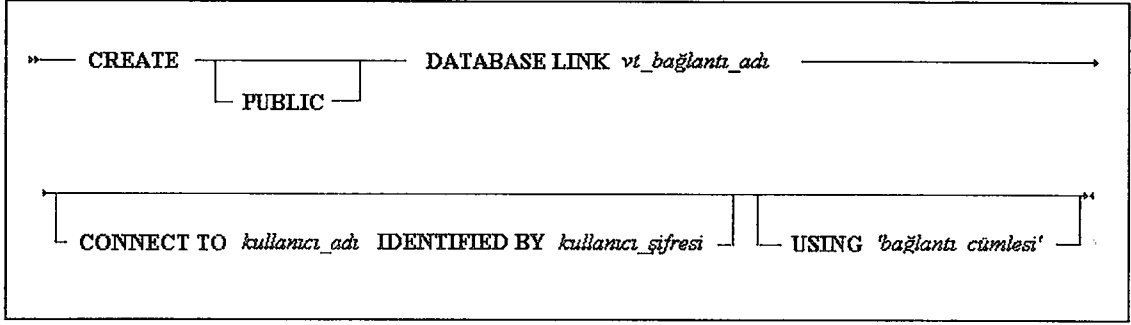 CREATE DATABASE LINK vt_bağlantı_adı
PUBLIC
CONNECT TO kullanıcı_adı IDENTIFIED BY kullanıcı_şifresi USING 'bağlantı cümlesi'